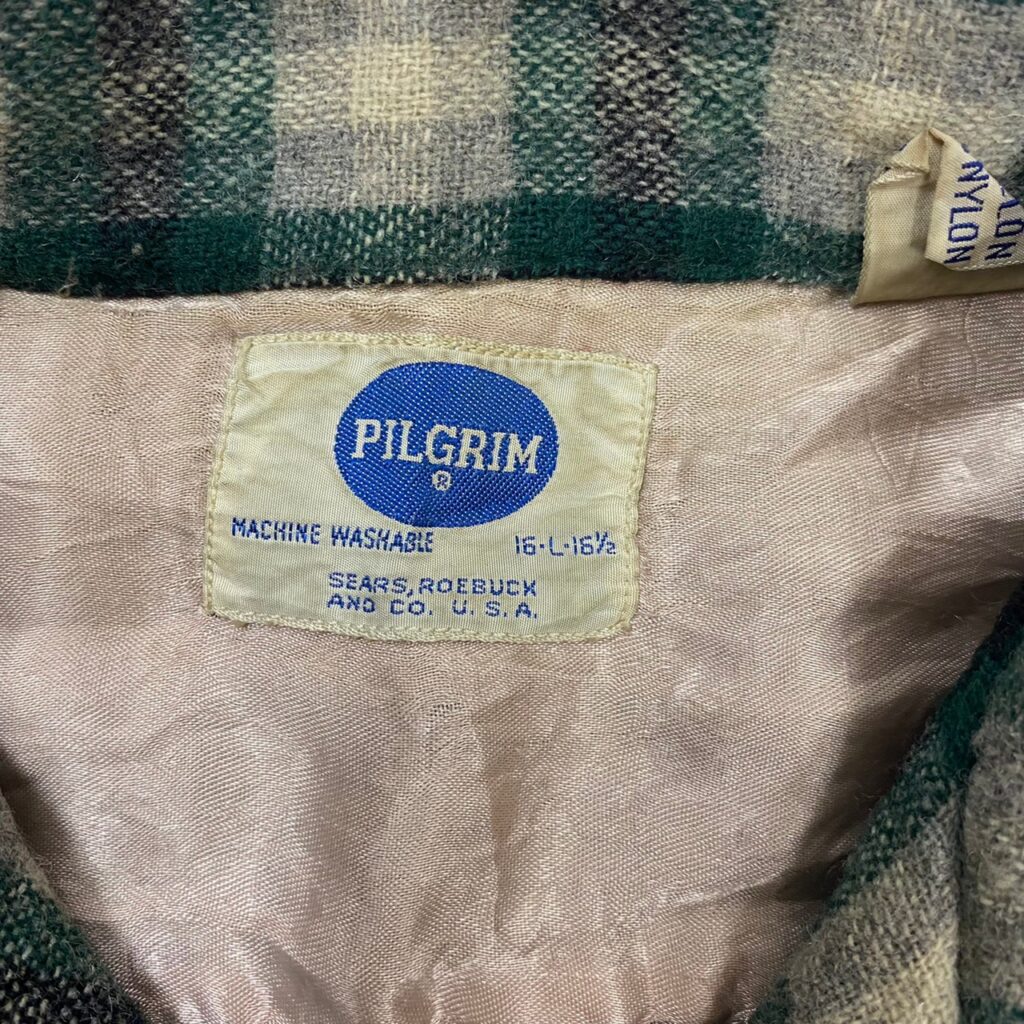 PILGRIM
®
MACHINE WASHABLE 16-L-16½
SEARS, ROEBUCK
AND CO. U.S.A.
NYLON